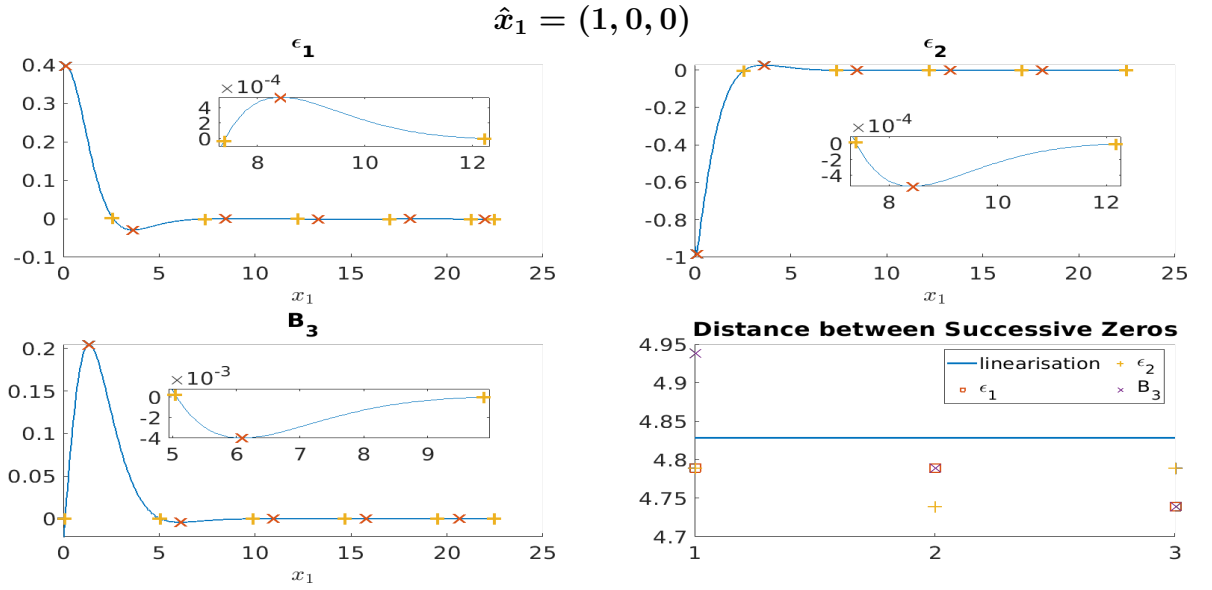 x̂₁ = (1, 0, 0)
ϵ₁
0.4
0.3
0.2
0.1
0
-0.1
0 5 10 15 20 25
x₁
×10⁻⁴
4
2
0
8 10 12
ϵ₂
0
-0.2
-0.4
-0.6
-0.8
-1
0 5 10 15 20 25
x₁
×10⁻⁴
0
-2
-4
8 10 12
B₃
0.2
0.15
0.1
0.05
0
0 5 10 15 20 25
x₁
×10⁻³
0
-2
-4
5 6 7 8 9
Distance between Successive Zeros
4.95
4.9
4.85
4.8
4.75
4.7
1 2 3
linearisation
ϵ₁
ϵ₂
B₃